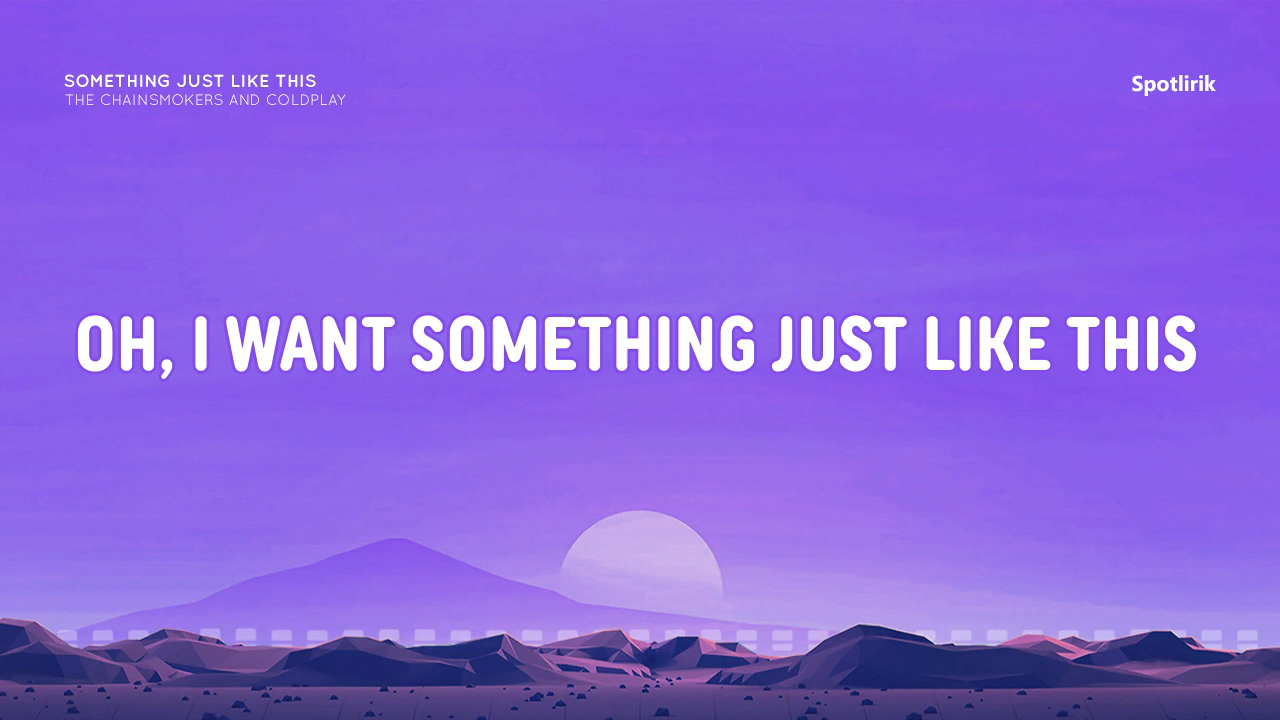 SOMETHING JUST LIKE THIS
THE CHAINSMOKERS AND COLDPLAY
Spotlirik
OH, I WANT SOMETHING JUST LIKE THIS